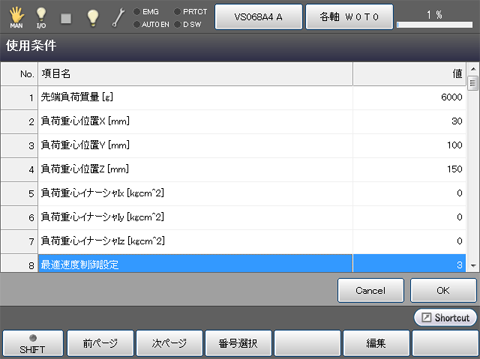 EMG PRTCT
MAN I/O AUTO EN D SW VS068A4 A 各軸 W 0 T 0 1 %
使用条件
No. 項目名 値
1 先端負荷質量 [g] 6000
2 負荷重心位置X [mm] 30
3 負荷重心位置Y [mm] 100
4 負荷重心位置Z [mm] 150
5 負荷重心イナーシャIx [kgcm^2] 0
6 負荷重心イナーシャIy [kgcm^2] 0
7 負荷重心イナーシャIz [kgcm^2] 0
8 最適速度制御設定 3
Cancel OK
Shortcut
SHIFT 前ページ 次ページ 番号選択 編集